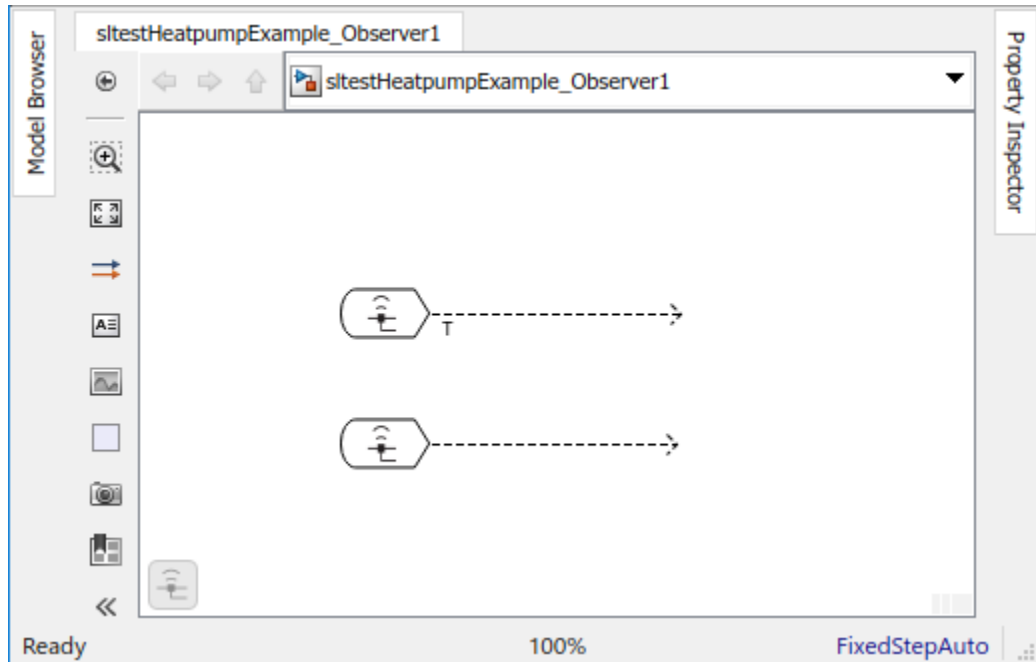 Model Browser
sltestHeatpumpExample_Observer1
sltestHeatpumpExample_Observer1
Property Inspector
A
T
Ready
100%
FixedStepAuto